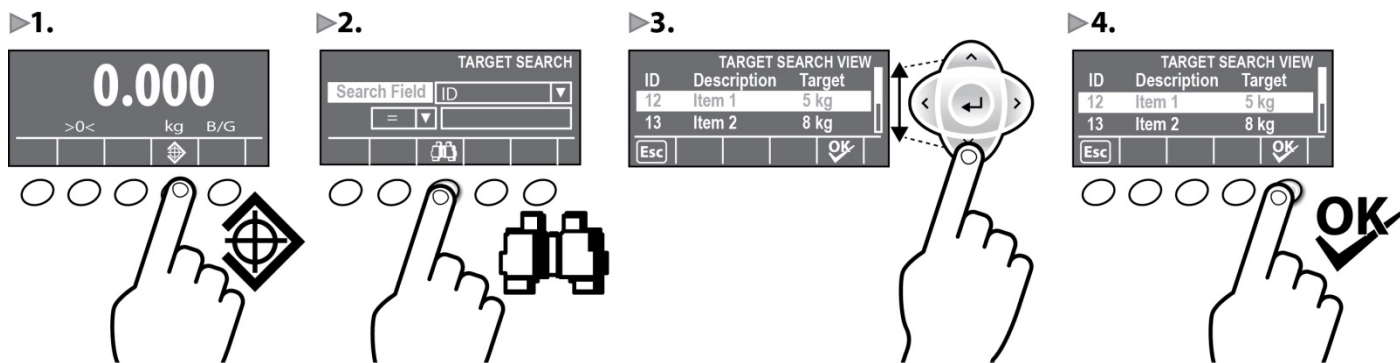 1.
0.000
>0< kg B/G
2.
TARGET SEARCH
Search Field ID
=
3.
TARGET SEARCH VIEW
ID Description Target
12 Item 1 5 kg
13 Item 2 8 kg
Esc OK
4.
TARGET SEARCH VIEW
ID Description Target
12 Item 1 5 kg
13 Item 2 8 kg
Esc OK
OK